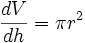 dV/dh = πr²